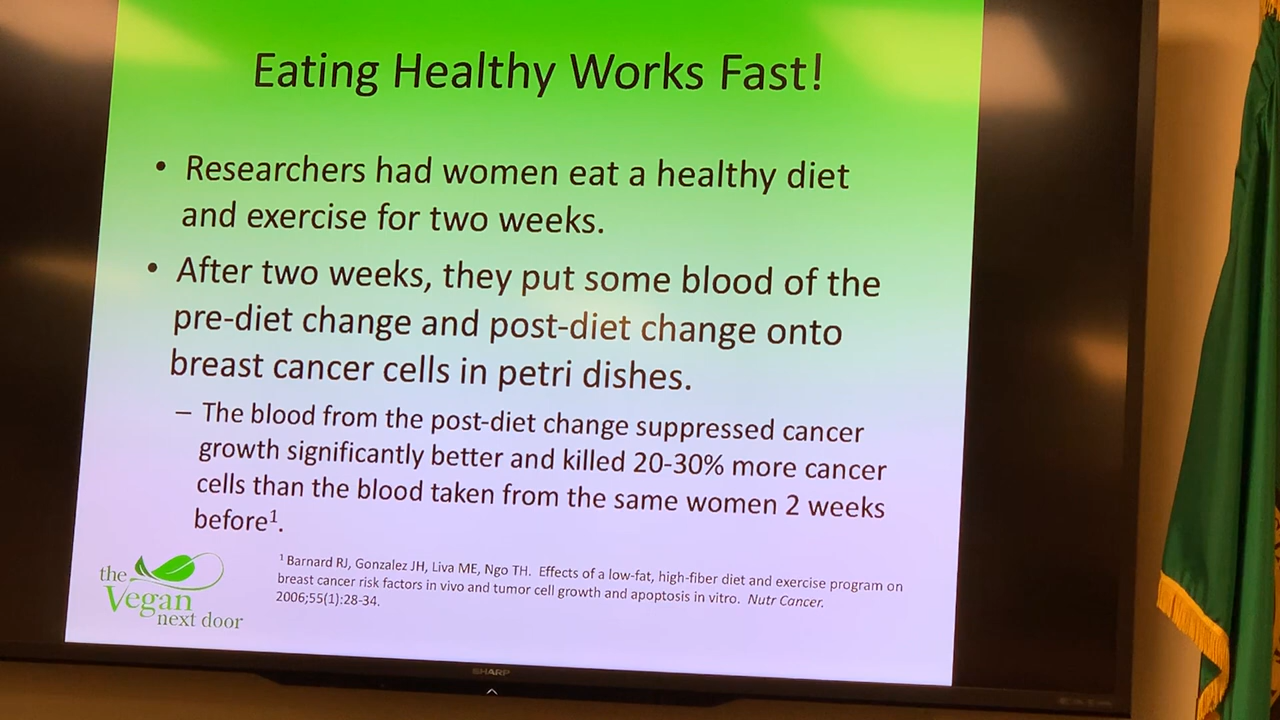 Eating Healthy Works Fast!
• Researchers had women eat a healthy diet
and exercise for two weeks.
• After two weeks, they put some blood of the
pre-diet change and post-diet change onto
breast cancer cells in petri dishes.
– The blood from the post-diet change suppressed cancer
growth significantly better and killed 20-30% more cancer
cells than the blood taken from the same women 2 weeks
before¹.
¹ Barnard RJ, Gonzalez JH, Liva ME, Ngo TH. Effects of a low-fat, high-fiber diet and exercise program on
breast cancer risk factors in vivo and tumor cell growth and apoptosis in vitro. Nutr Cancer.
2006;55(1):28-34.
the
Vegan
next door
SHARP